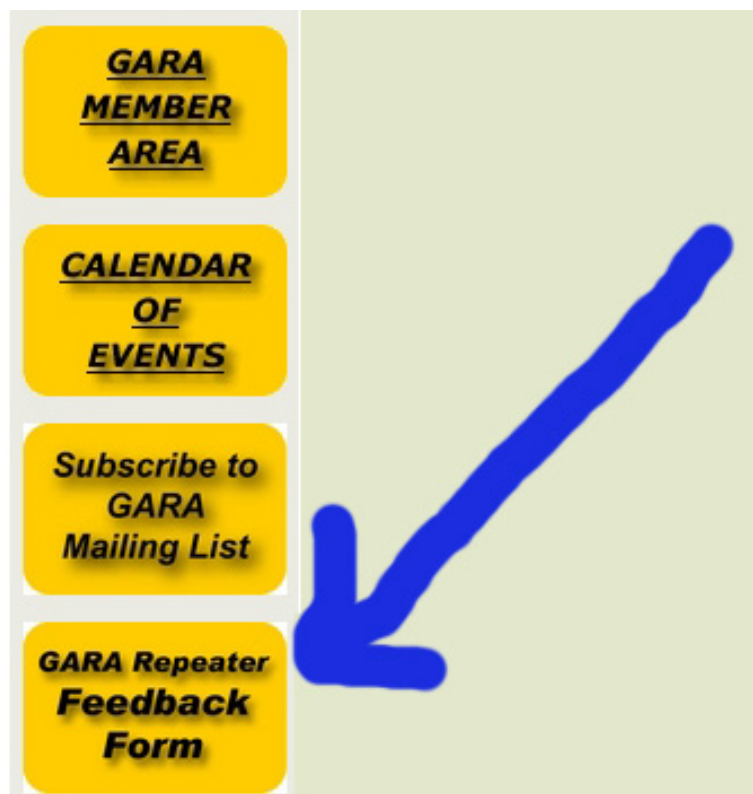 GARA
MEMBER
AREA
CALENDAR
OF
EVENTS
Subscribe to
GARA
Mailing List
GARA Repeater
Feedback
Form